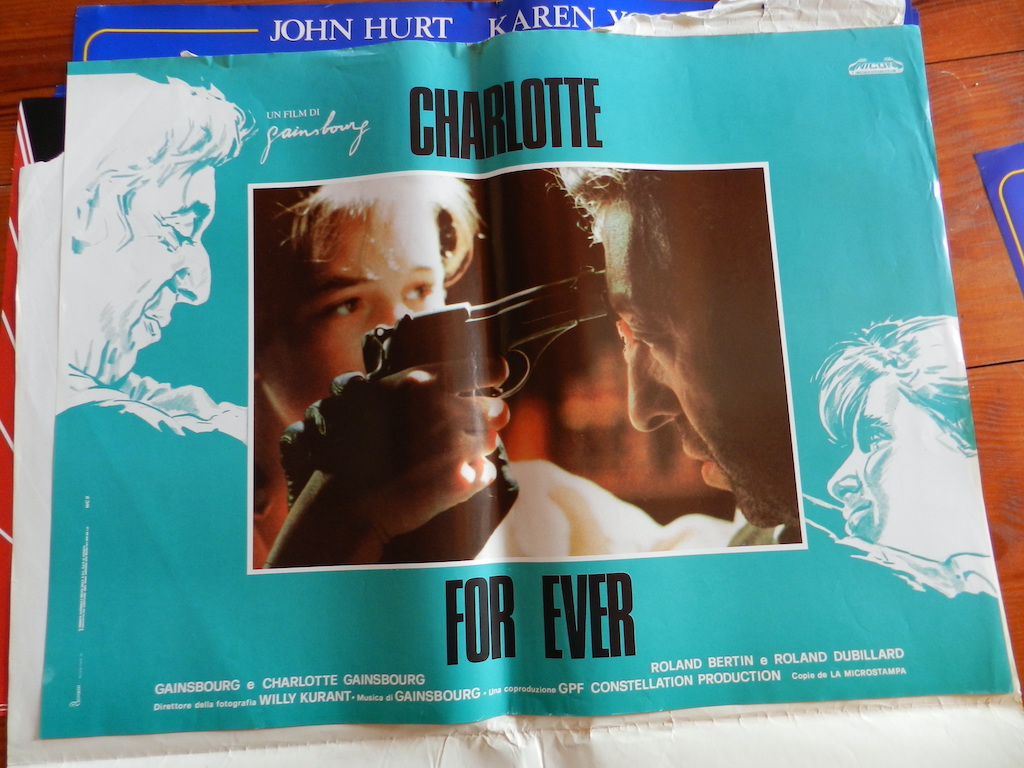 JOHN HURT KAREN
UN FILM DI
gainsbourg
CHARLOTTE
FOR EVER
GAINSBOURG e CHARLOTTE GAINSBOURG
ROLAND BERTIN e ROLAND DUBILLARD
Direttore della fotografia WILLY KURANT • Musica di GAINSBOURG • Una coproduzione GPF CONSTELLATION PRODUCTION Copie de LA MICROSTAMPA